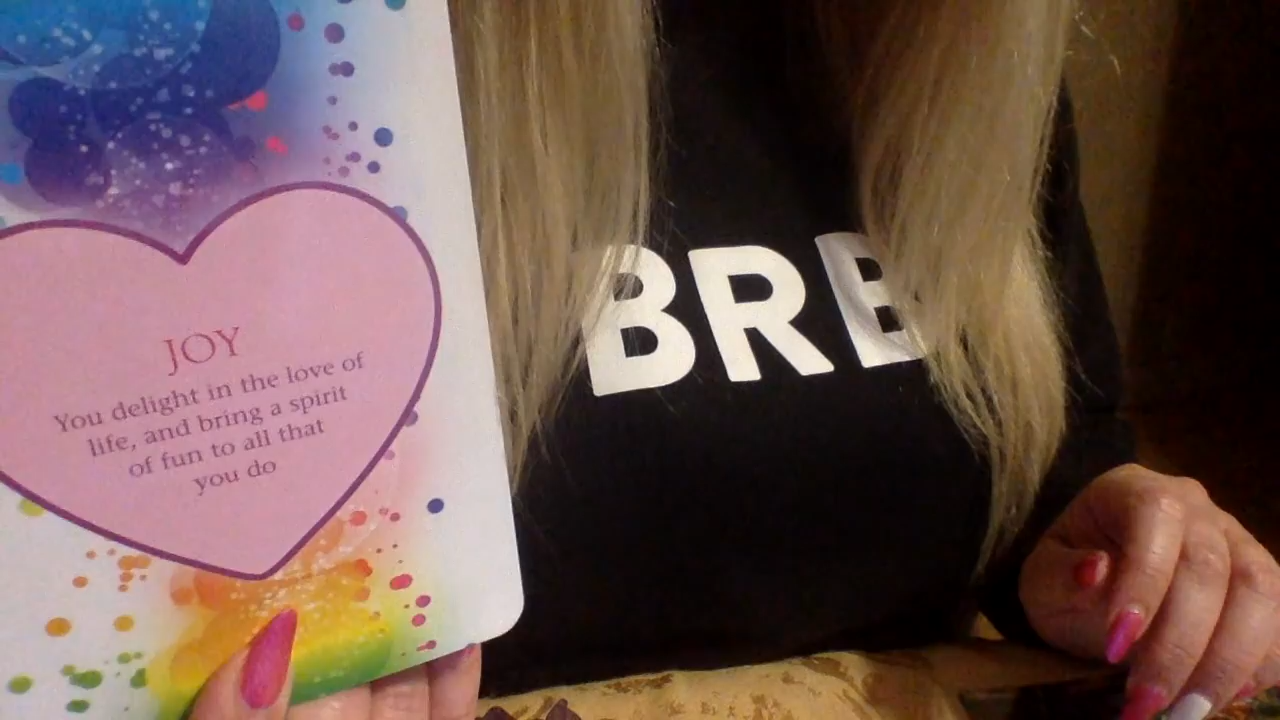 JOY
You delight in the love of
life, and bring a spirit
of fun to all that
you do
BRB